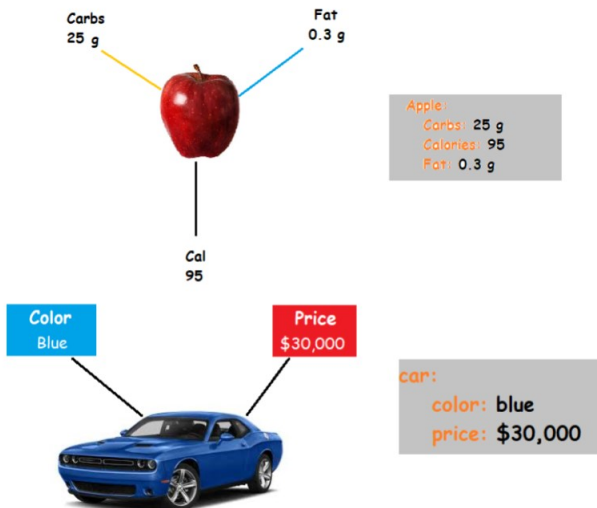 Carbs
25 g
Fat
0.3 g
Apple:
Carbs: 25 g
Calories: 95
Fat: 0.3 g
Cal
95
Color
Blue
Price
$30,000
car:
color: blue
price: $30,000